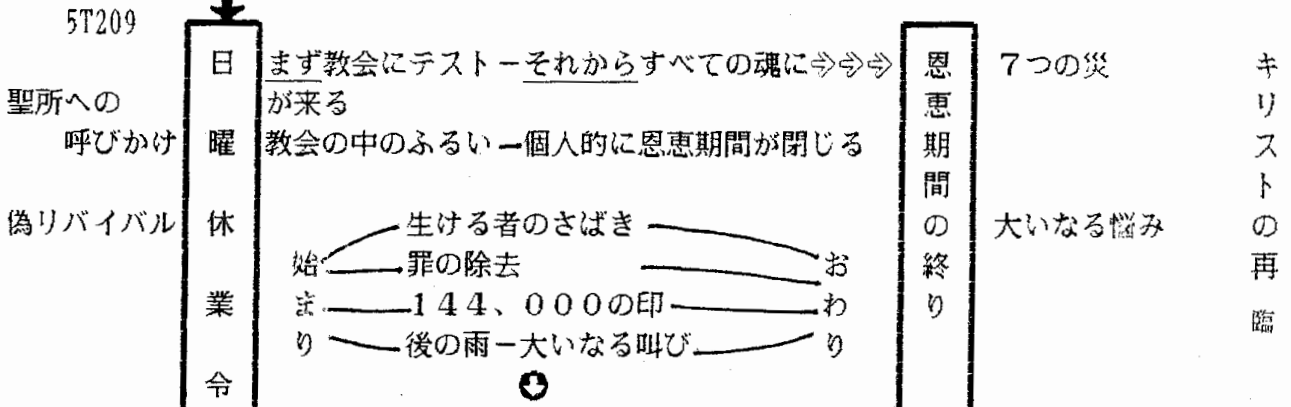 5T209
聖所への
呼びかけ
偽リバイバル
日曜休業令
まず教会にテスト－それからすべての魂に⇨⇨⇨
が来る
教会の中のふるい－個人的に恩恵期間が閉じる
始まり
生ける者のさばき
罪の除去
144、000の印
後の雨－大いなる叫び
おわり
恩恵期間の終り
7つの災
大いなる悩み
キリストの再臨